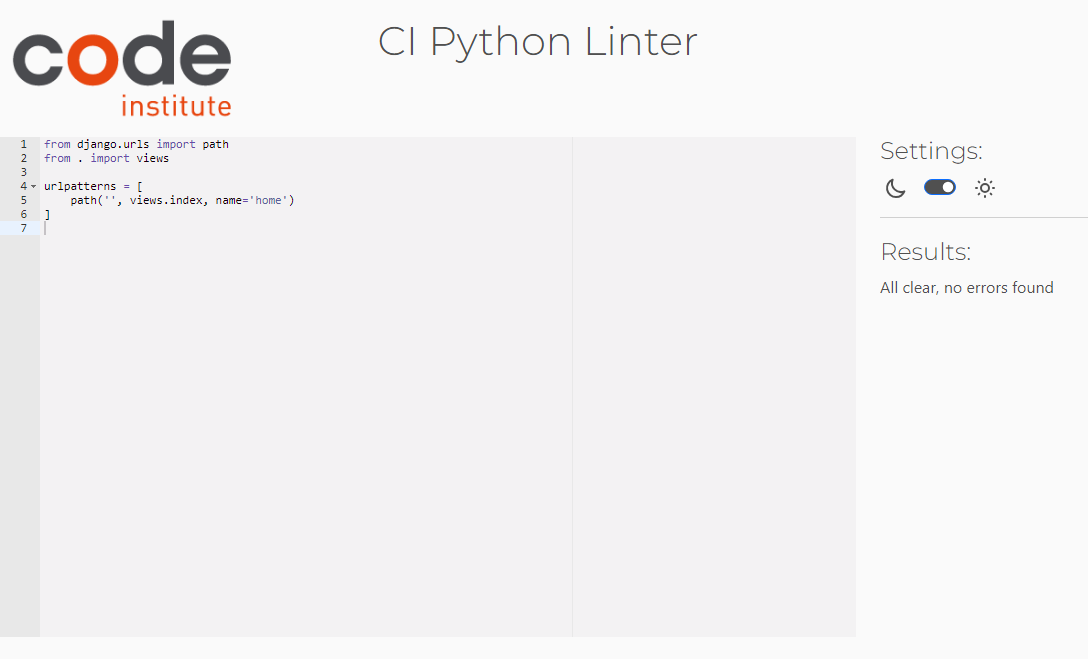 code
institute
CI Python Linter
1 from django.urls import path
2 from . import views
3
4 urlpatterns = [
5     path('', views.index, name='home')
6 ]
7
Settings:
Results:
All clear, no errors found